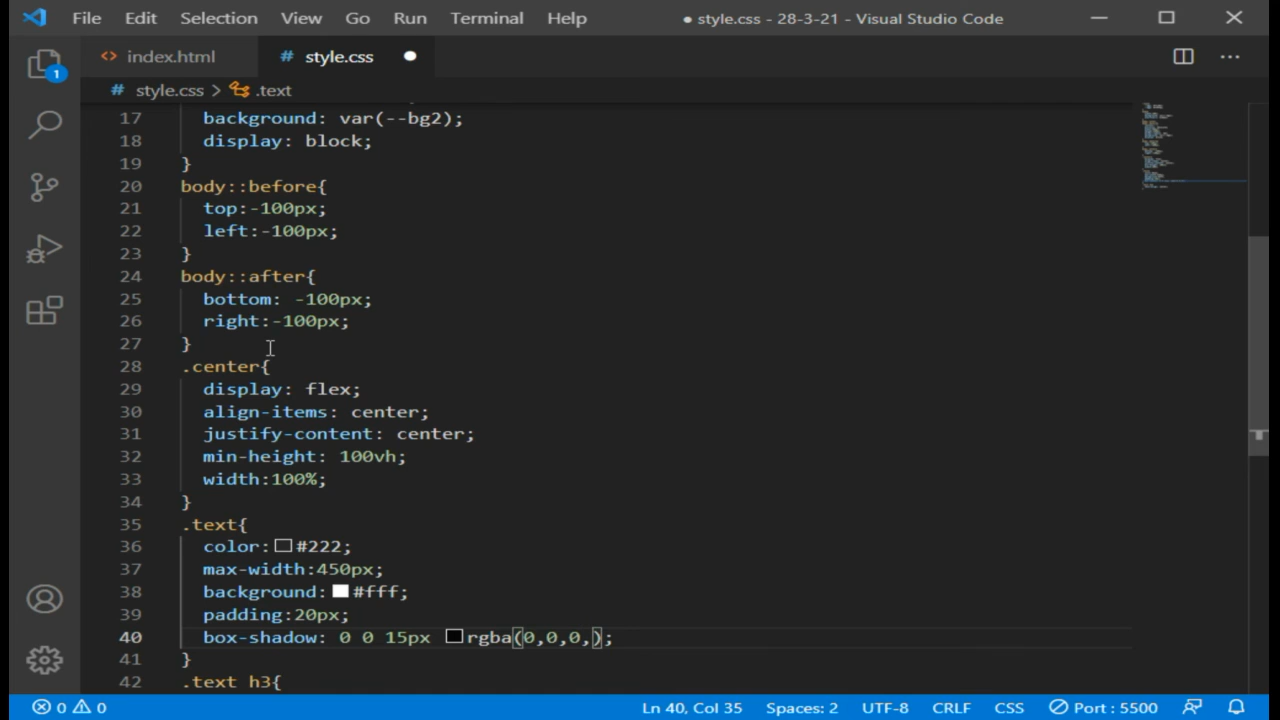 File Edit Selection View Go Run Terminal Help ● style.css - 28-3-21 - Visual Studio Code
<> index.html # style.css ●
# style.css > .text
17 background: var(--bg2);
18 display: block;
19 }
20 body::before{
21 top:-100px;
22 left:-100px;
23 }
24 body::after{
25 bottom: -100px;
26 right:-100px;
27 }
28 .center{
29 display: flex;
30 align-items: center;
31 justify-content: center;
32 min-height: 100vh;
33 width:100%;
34 }
35 .text{
36 color:#222;
37 max-width:450px;
38 background:#fff;
39 padding:20px;
40 box-shadow: 0 0 15px rgba(0,0,0,);
41 }
42 .text h3{
1
0 0 Ln 40, Col 35 Spaces: 2 UTF-8 CRLF CSS Port : 5500